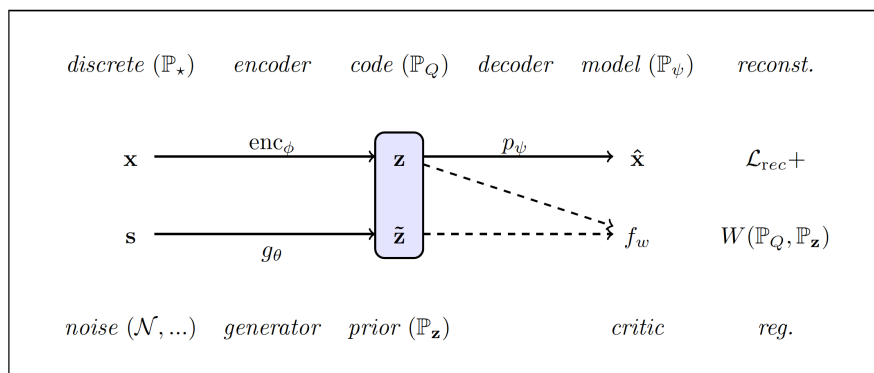 discrete (ℙ⋆) encoder code (ℙ_Q) decoder model (ℙ_ψ) reconst.
enc_ϕ p_ψ
x z x̂ ℒ_rec+
s z̃ f_w W(ℙ_Q, ℙ_z)
g_θ
noise (𝒩, ...) generator prior (ℙ_z) critic reg.